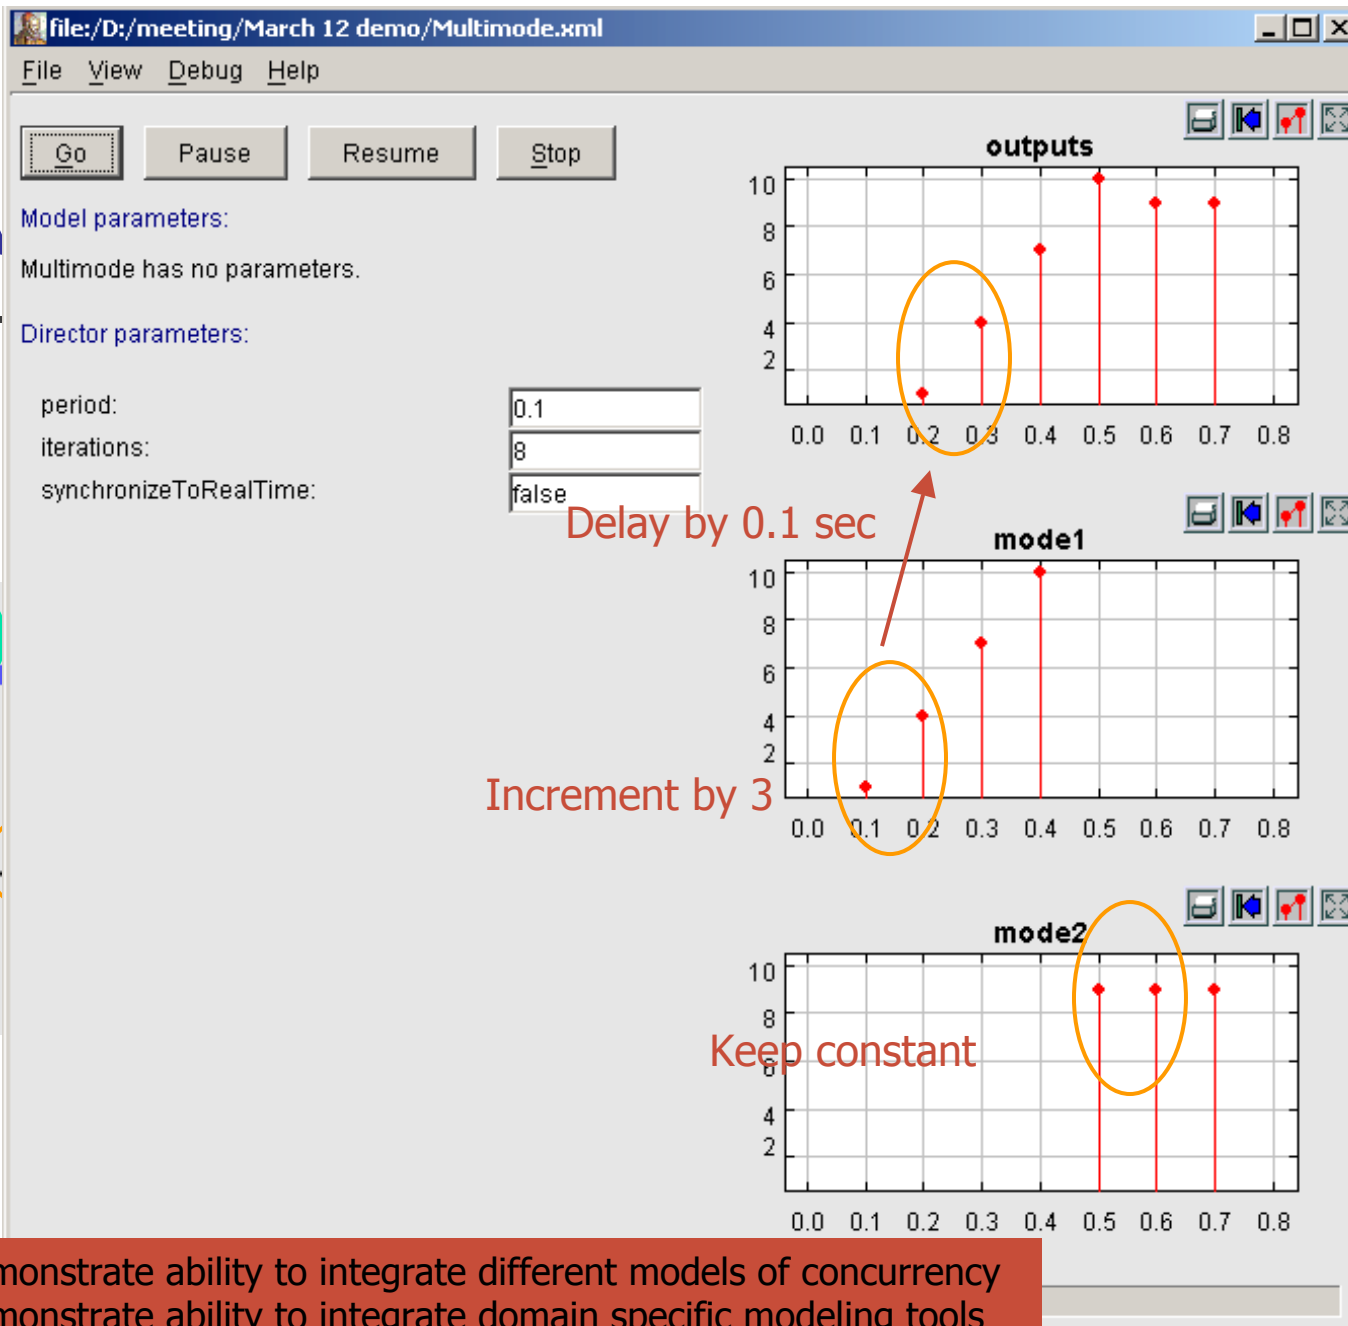 file:/D:/meeting/March 12 demo/Multimode.xml
File View Debug Help
Go Pause Resume Stop
Model parameters:
Multimode has no parameters.
Director parameters:
period: 0.1
iterations: 8
synchronizeToRealTime: false
outputs
10
8
6
4
2
0.0 0.1 0.2 0.3 0.4 0.5 0.6 0.7 0.8
Delay by 0.1 sec
mode1
10
8
6
4
2
0.0 0.1 0.2 0.3 0.4 0.5 0.6 0.7 0.8
Increment by 3
mode2
10
8
6
4
2
0.0 0.1 0.2 0.3 0.4 0.5 0.6 0.7 0.8
Keep constant
monstrate ability to integrate different models of concurrency
monstrate ability to integrate domain specific modeling tools